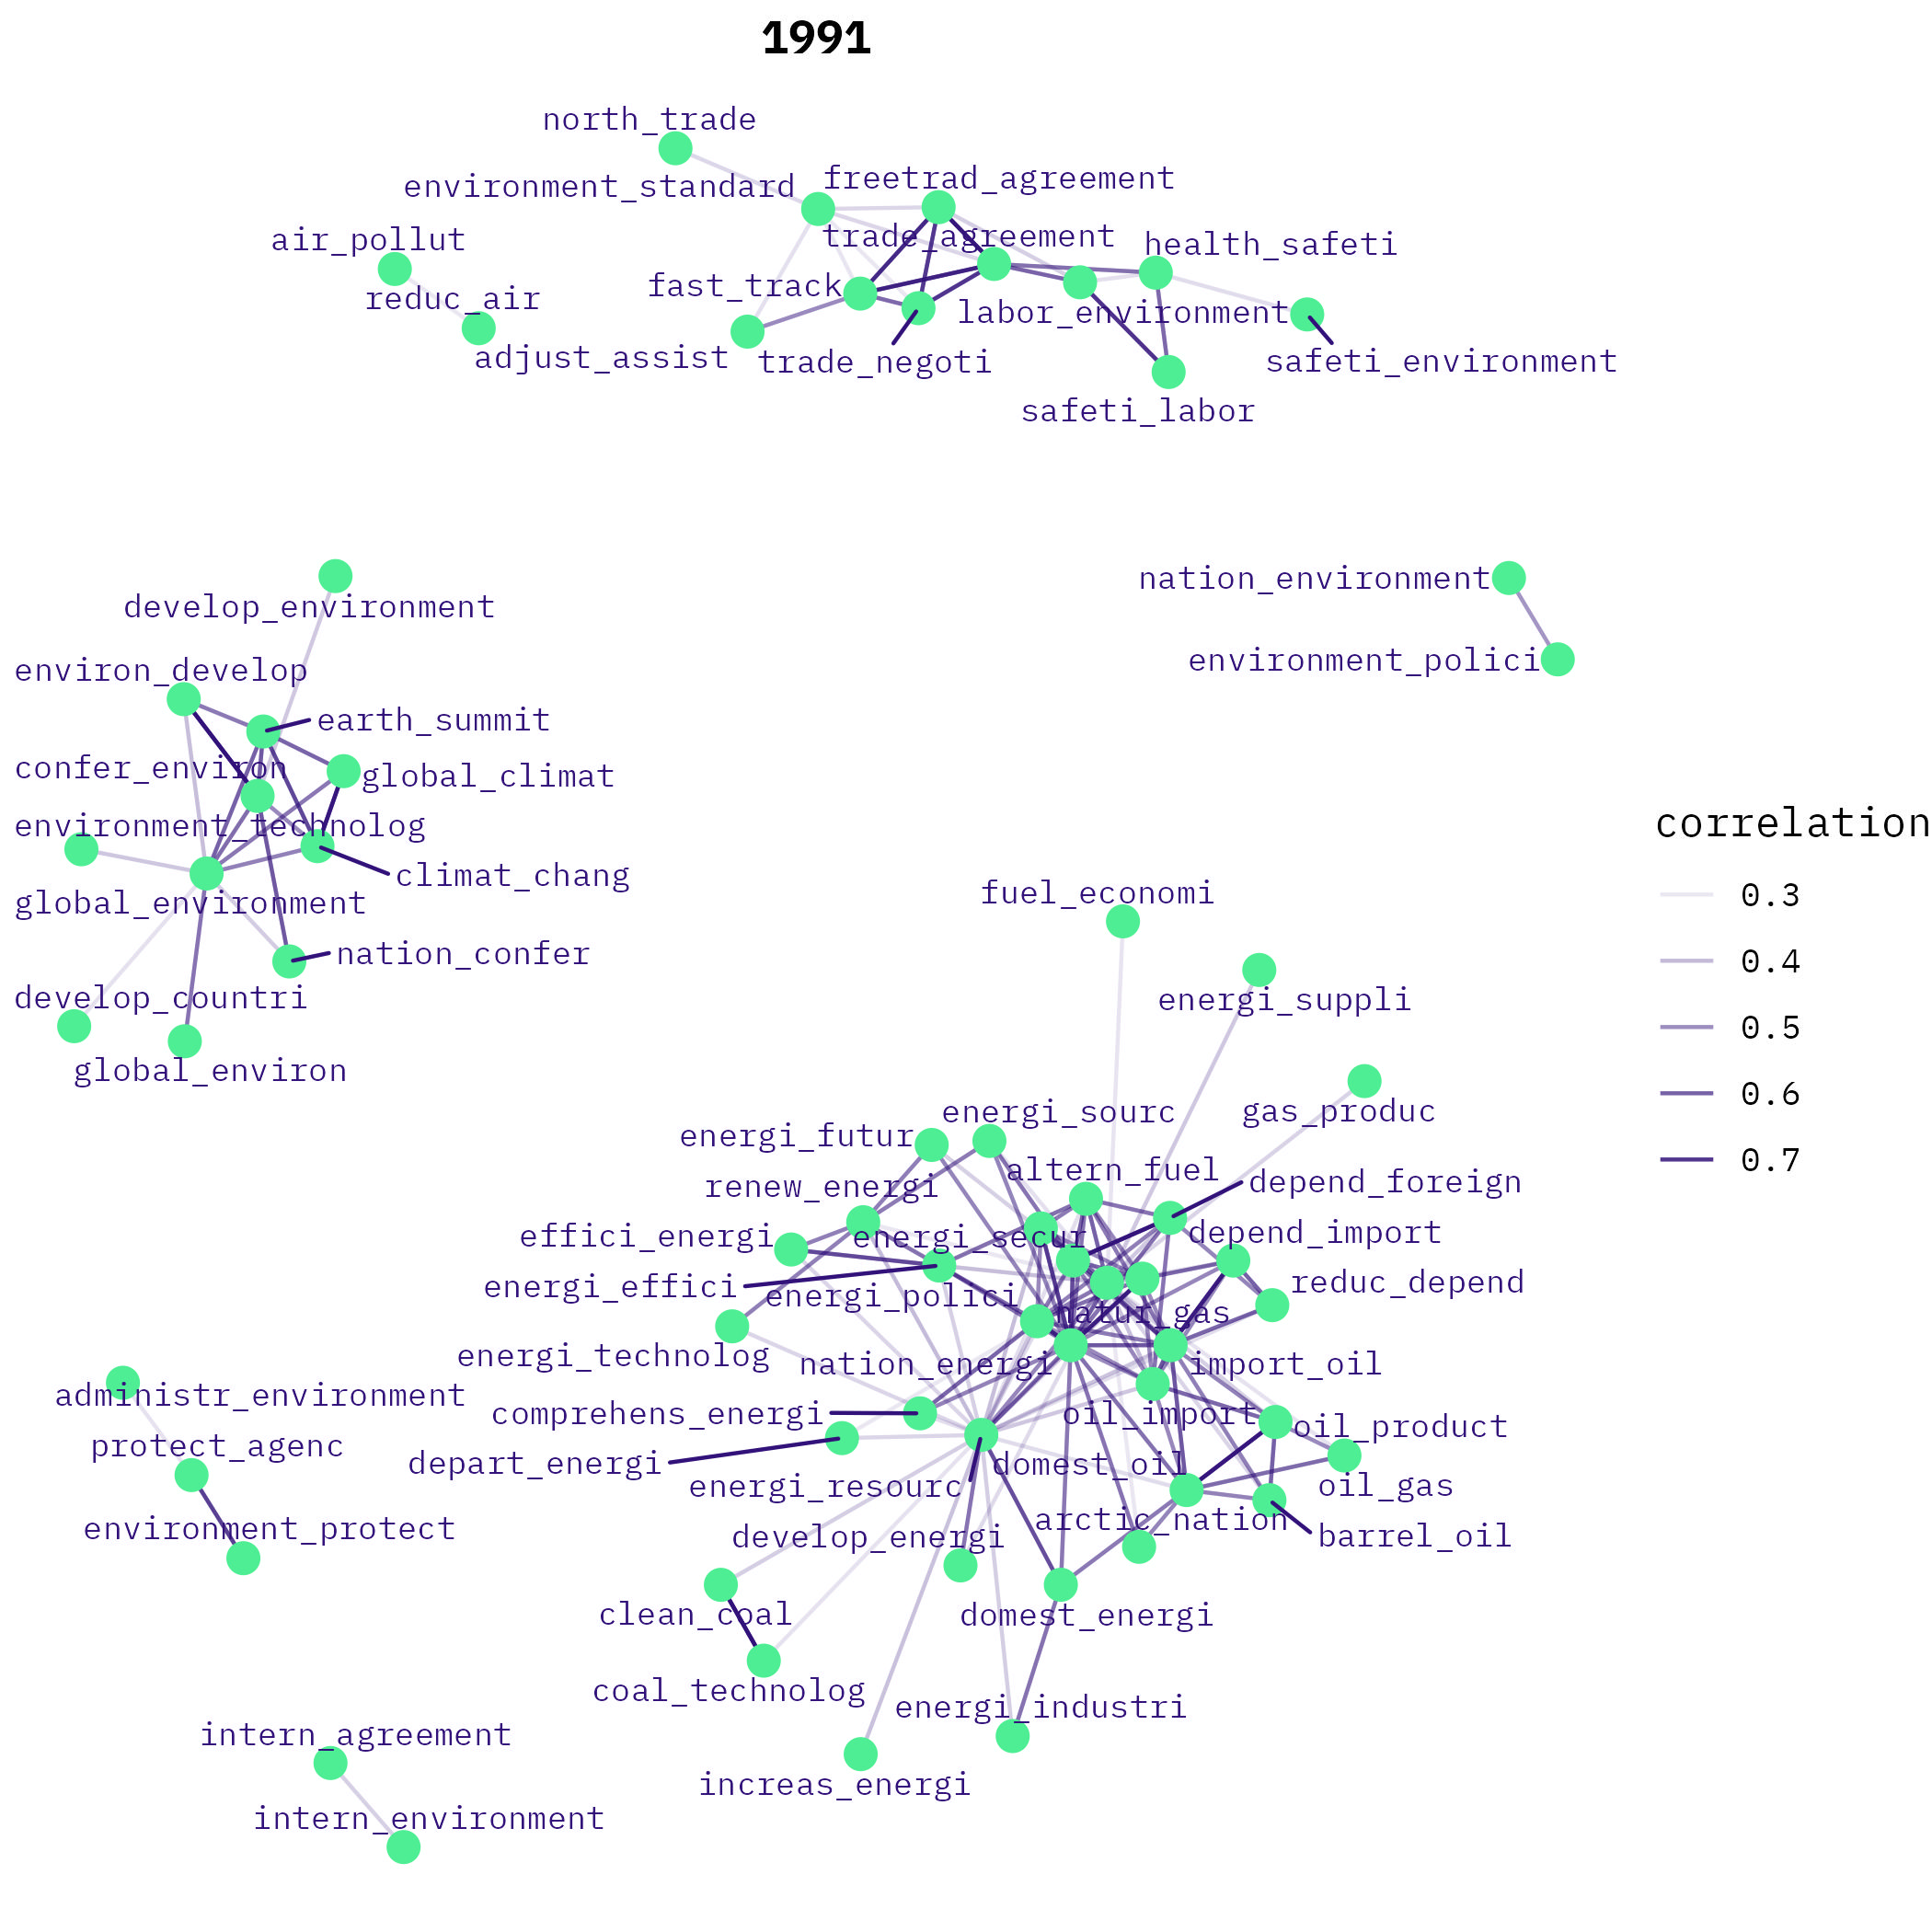 1991
north_trade
freetrad_agreement
environment_standard
trade_agreement
air_pollut
health_safeti
fast_track
reduc_air
labor_environment
adjust_assist
trade_negoti
safeti_environment
safeti_labor
nation_environment
develop_environment
environment_polici
environ_develop
earth_summit
confer_environ
global_climat
environment_technolog
climat_chang
global_environment
nation_confer
develop_countri
global_environ
correlation
0.3
0.4
0.5
0.6
0.7
fuel_economi
energi_suppli
energi_sourc
gas_produc
energi_futur
altern_fuel
renew_energi
depend_foreign
effici_energi
energi_secur
depend_import
energi_effici
energi_polici
reduc_depend
natur_gas
energi_technolog
nation_energi
import_oil
administr_environment
comprehens_energi
oil_import
oil_product
protect_agenc
depart_energi
domest_oil
energi_resourc
oil_gas
environment_protect
arctic_nation
develop_energi
barrel_oil
clean_coal
domest_energi
coal_technolog
energi_industri
intern_agreement
increas_energi
intern_environment